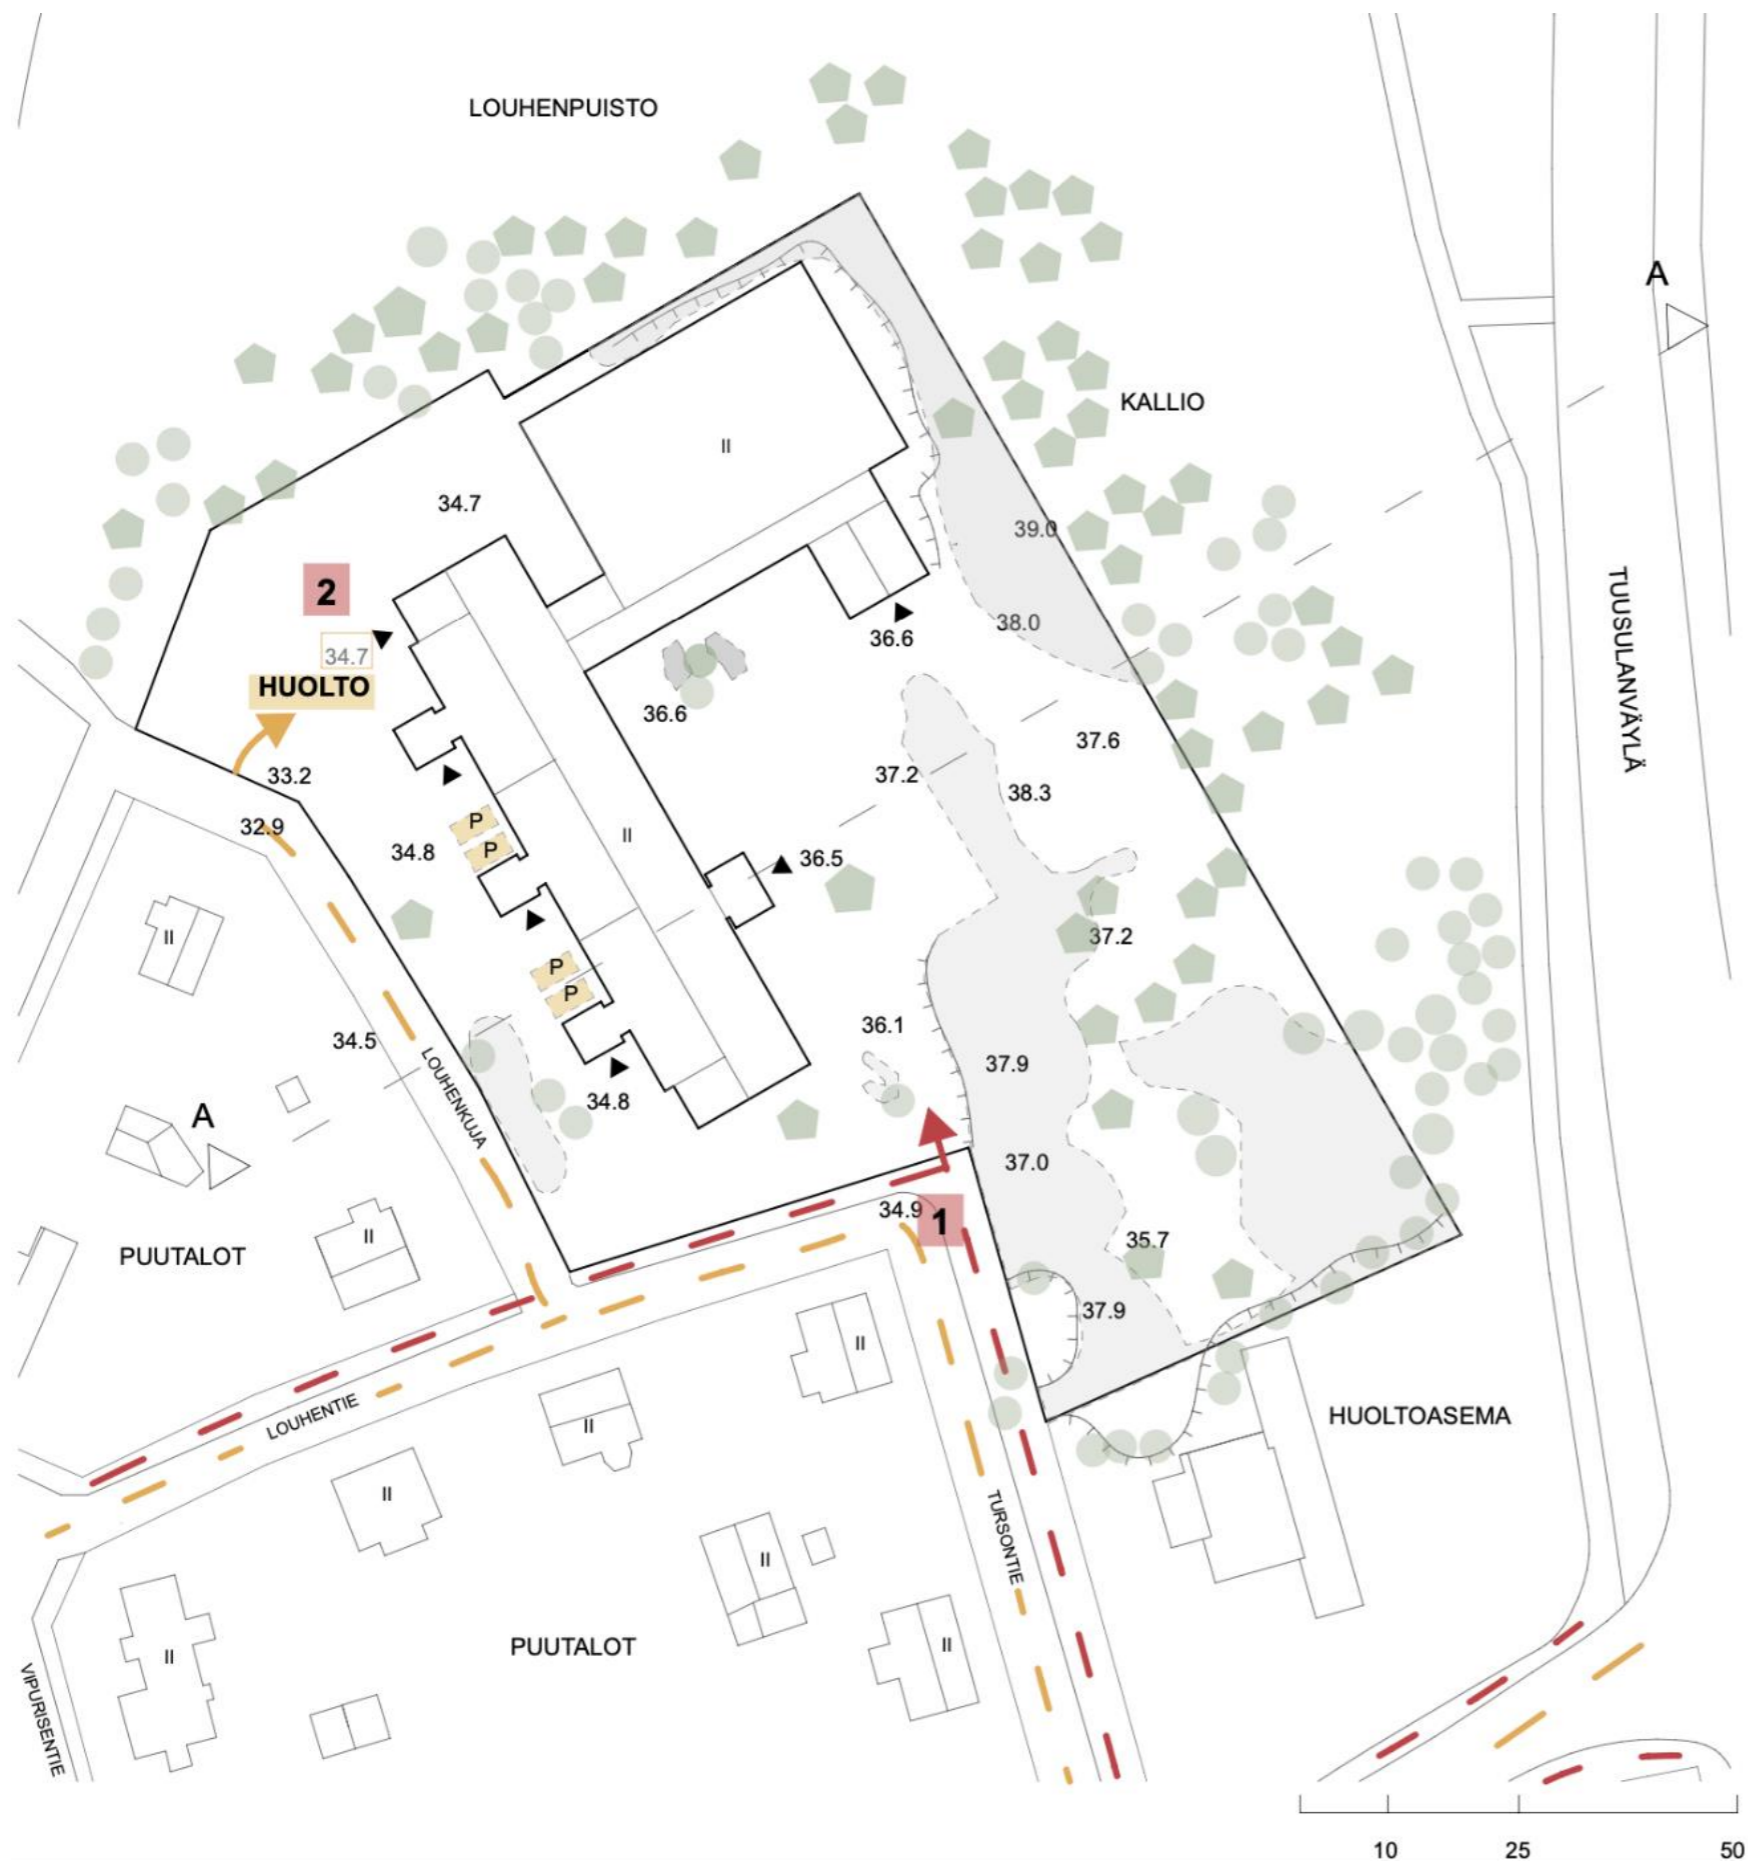 LOUHENPUISTO
A
KALLIO
II
34.7
39.0
2
38.0
36.6
34.7
HUOLTO
36.6
TUUSULANVÄYLÄ
37.6
33.2
37.2
38.3
32.9
P
34.8
P
II
36.5
II
37.2
P
P
36.1
34.5
LOUHENKUJA
37.9
34.8
A
37.0
34.9
1
II
35.7
PUUTALOT
37.9
II
LOUHENTIE
II
HUOLTOASEMA
II
TURSONTIE
II
PUUTALOT
II
II
VIPURISENTIE
10 25 50